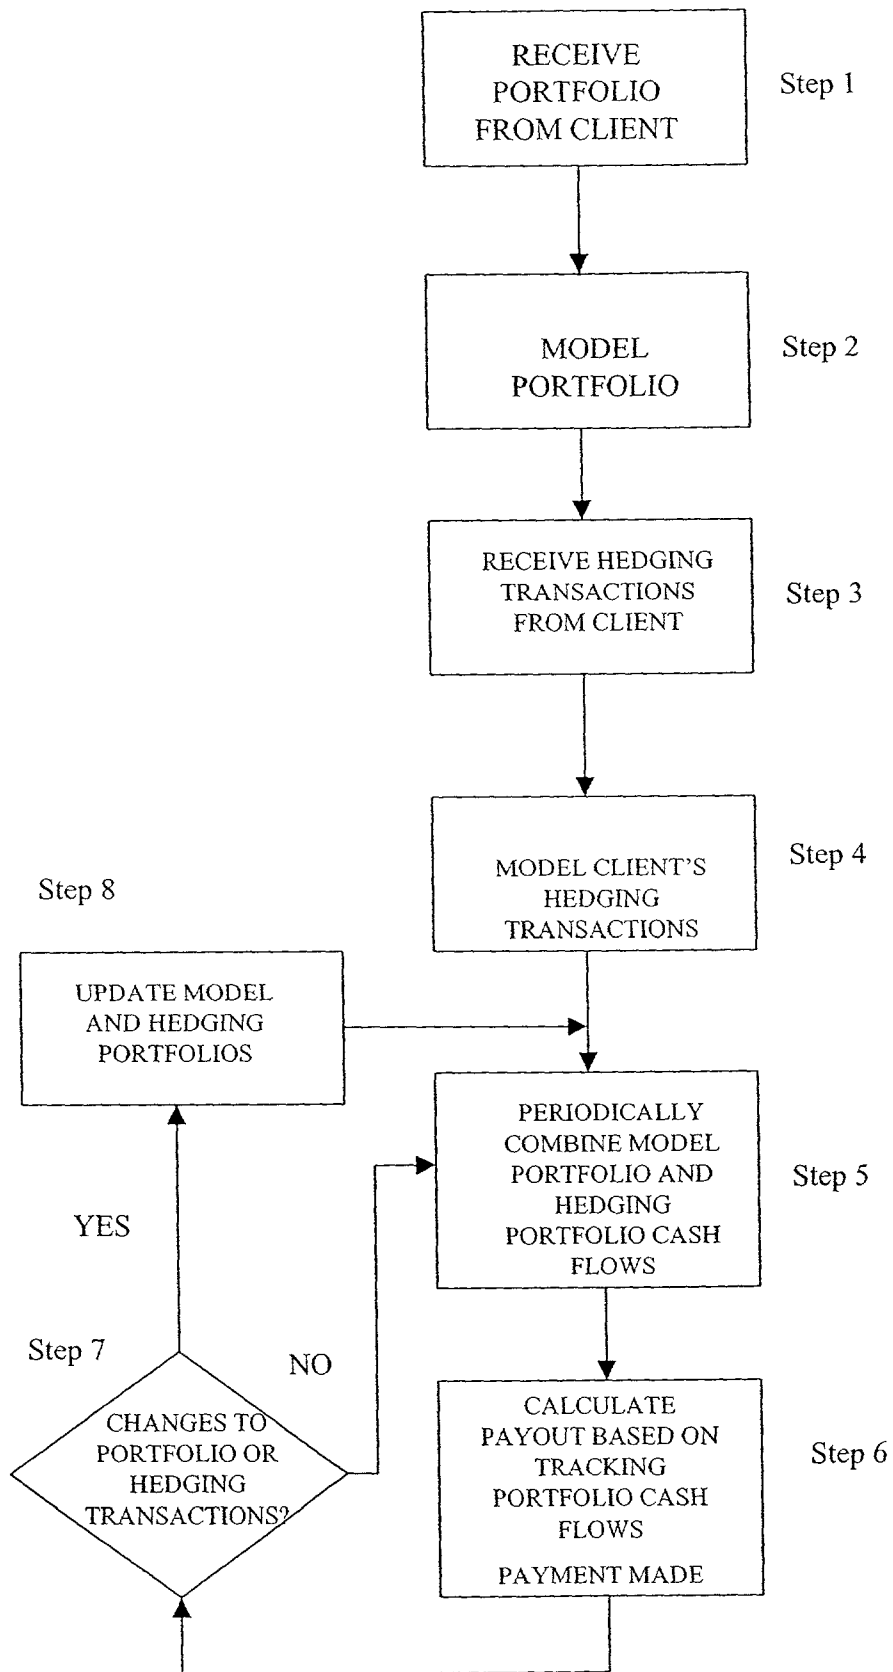 RECEIVE
PORTFOLIO
FROM CLIENT
Step 1
MODEL
PORTFOLIO
Step 2
RECEIVE HEDGING
TRANSACTIONS
FROM CLIENT
Step 3
MODEL CLIENT'S
HEDGING
TRANSACTIONS
Step 4
Step 8
UPDATE MODEL
AND HEDGING
PORTFOLIOS
PERIODICALLY
COMBINE MODEL
PORTFOLIO AND
HEDGING
PORTFOLIO CASH
FLOWS
Step 5
YES
Step 7
NO
CHANGES TO
PORTFOLIO OR
HEDGING
TRANSACTIONS?
CALCULATE
PAYOUT BASED ON
TRACKING
PORTFOLIO CASH
FLOWS
PAYMENT MADE
Step 6